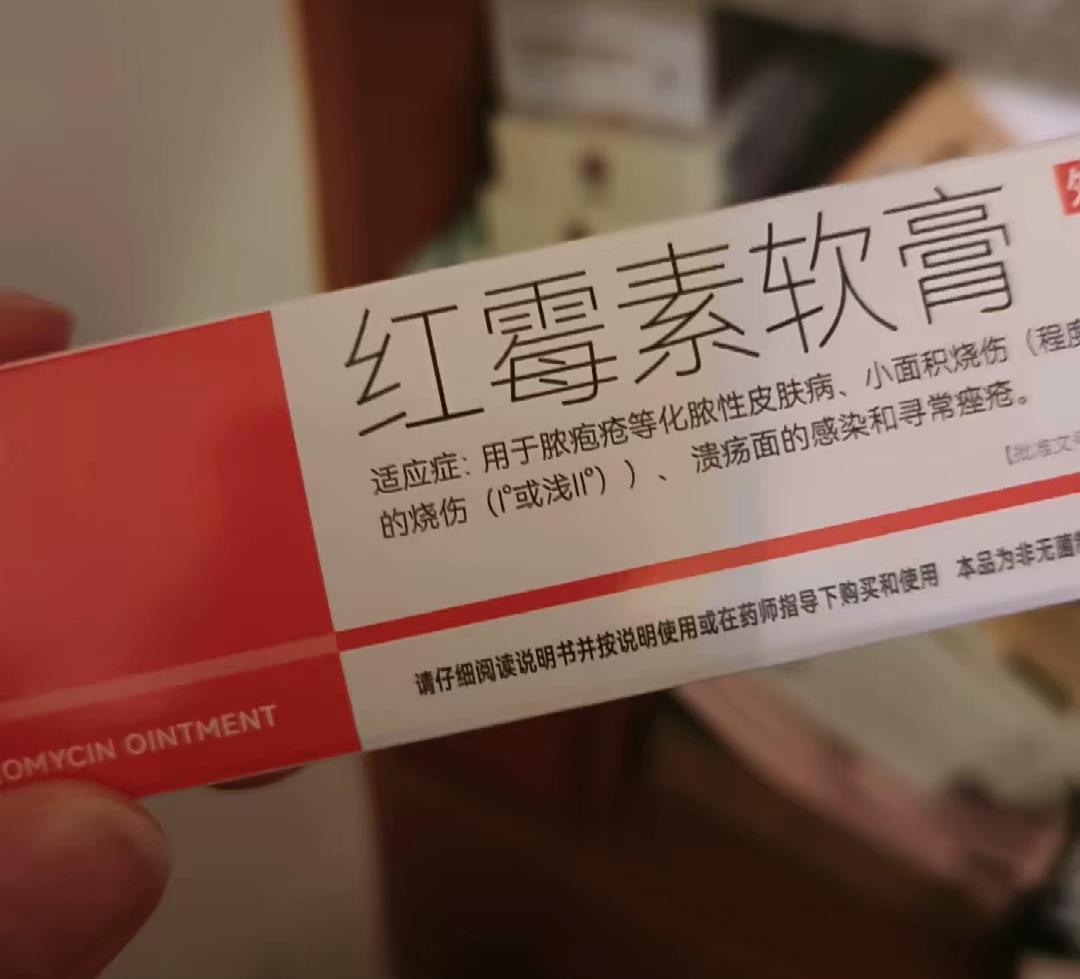 红霉素软膏
适应症：用于脓疱疮等化脓性皮肤病、小面积烧伤（程度
的烧伤（I°或浅II°））、溃疡面的感染和寻常痤疮。
【批准文
请仔细阅读说明书并按说明使用或在药师指导下购买和使用 本品为非无菌
OMYCIN OINTMENT